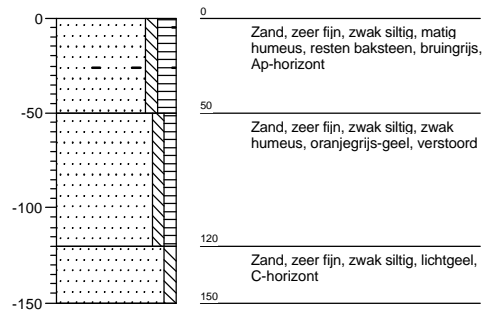 0
0
Zand, zeer fijn, zwak siltig, matig
humeus, resten baksteen, bruingrijs,
Ap-horizont
-50
50
Zand, zeer fijn, zwak siltig, zwak
humeus, oranjegrijs-geel, verstoord
-100
120
Zand, zeer fijn, zwak siltig, lichtgeel,
C-horizont
-150
150